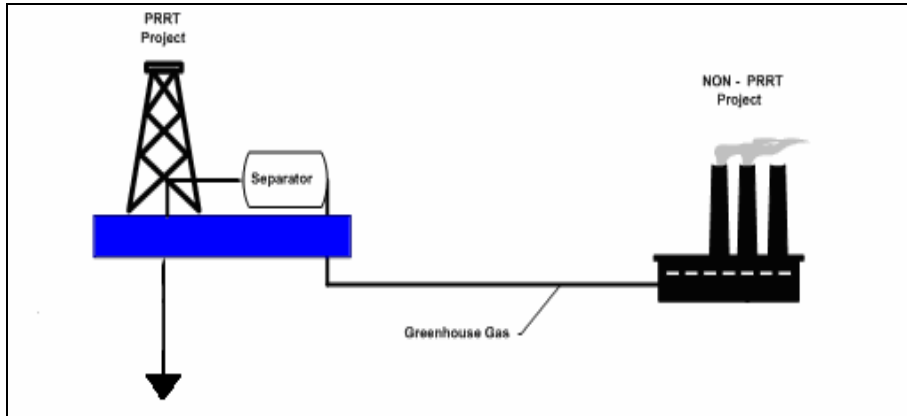 PRRT
Project
NON - PRRT
Project
Separator
Greenhouse Gas